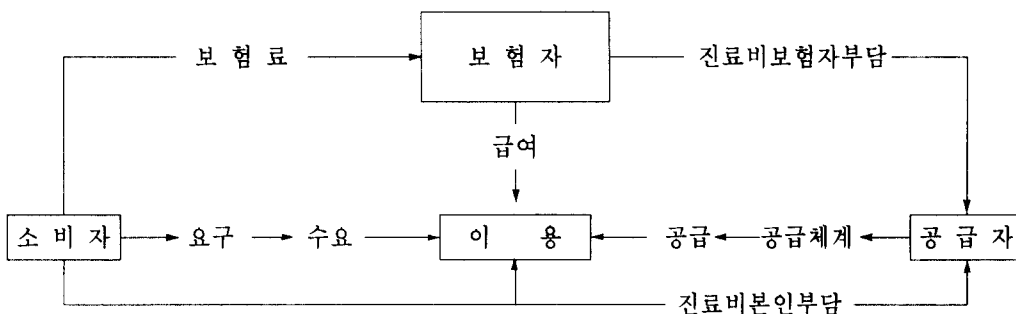 보 험 료
보 험 자
진료비보험자부담
급여
소 비 자
요구
수요
이 용
공급
공급체계
공 급 자
진료비본인부담